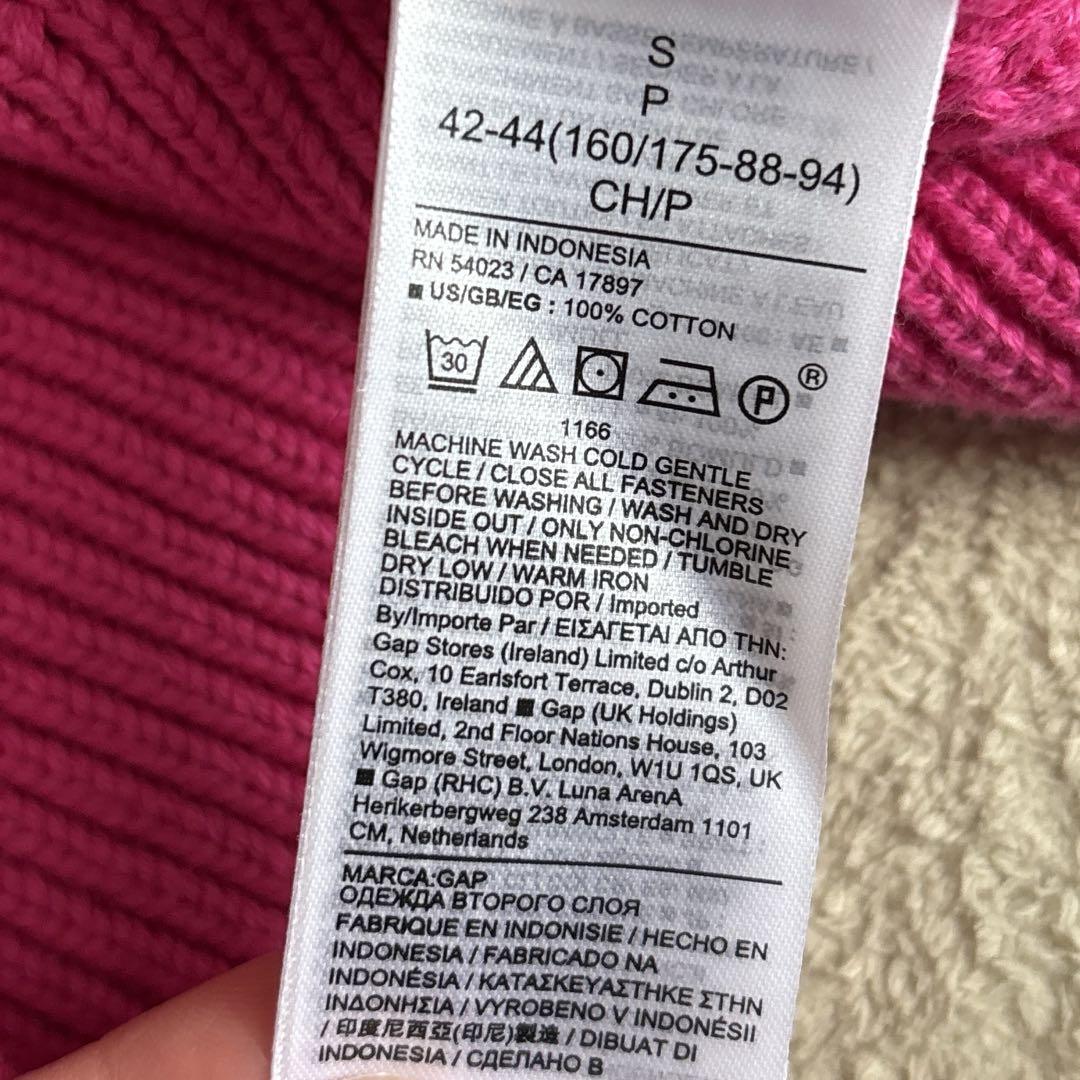 S
P
42-44(160/175-88-94)
CH/P
MADE IN INDONESIA
RN 54023 / CA 17897
■ US/GB/EG : 100% COTTON
30
P ®
1166
MACHINE WASH COLD GENTLE
CYCLE / CLOSE ALL FASTENERS
BEFORE WASHING / WASH AND DRY
INSIDE OUT / ONLY NON-CHLORINE
BLEACH WHEN NEEDED / TUMBLE
DRY LOW / WARM IRON
DISTRIBUIDO POR / Imported
By/Importe Par / ΕΙΣΑΓΕΤΑΙ ΑΠΟ ΤΗΝ:
Gap Stores (Ireland) Limited c/o Arthur
Cox, 10 Earlsfort Terrace, Dublin 2, D02
T380, Ireland ■ Gap (UK Holdings)
Limited, 2nd Floor Nations House, 103
Wigmore Street, London, W1U 1QS, UK
■ Gap (RHC) B.V. Luna ArenA
Herikerbergweg 238 Amsterdam 1101
CM, Netherlands
MARCA:GAP
ОДЕЖДА ВТОРОГО СЛОЯ
FABRIQUE EN INDONISIE / HECHO EN
INDONESIA / FABRICADO NA
INDONÉSIA / ΚΑΤΑΣΚΕΥΑΣΤΗΚΕ ΣΤΗΝ
ΙΝΔΟΝΗΣΙΑ / VYROBENO V INDONÉSII
/ 印度尼西亞(印尼)製造 / DIBUAT DI
INDONESIA / СДЕЛАНО В